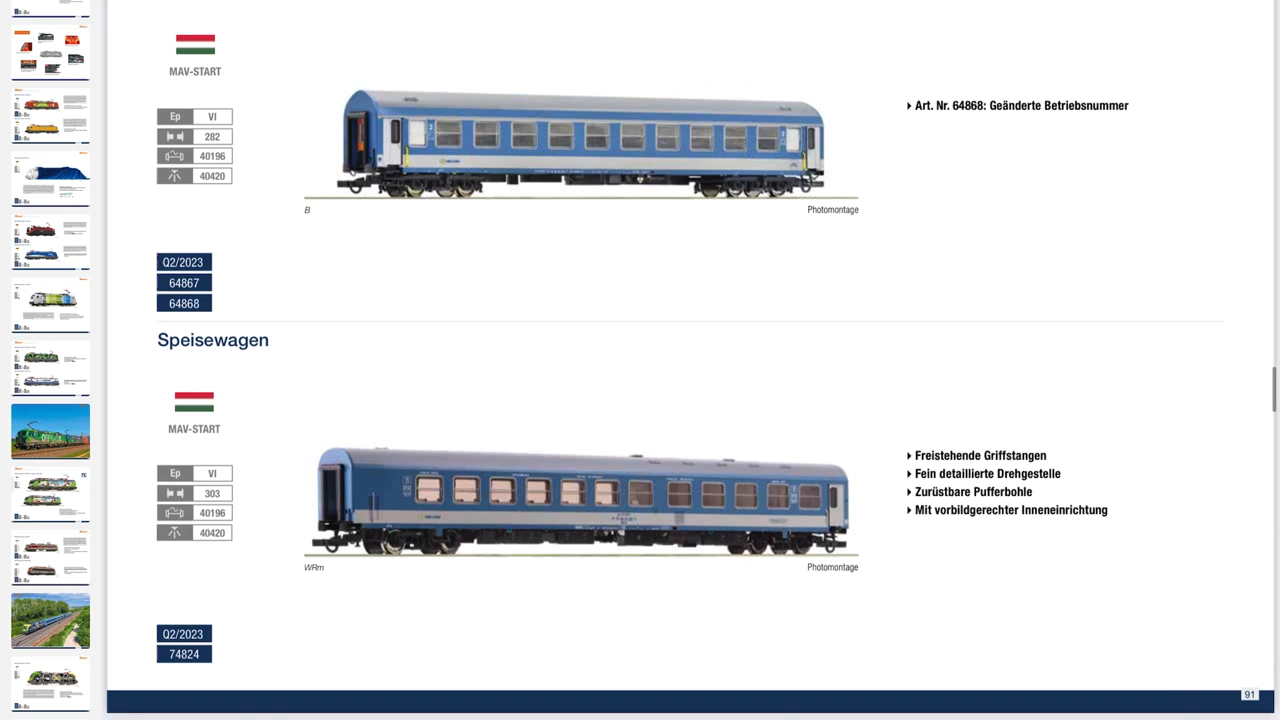 MAV-START
Ep VI
282
40196
40420
Art. Nr. 64868: Geänderte Betriebsnummer
B
Photomontage
Q2/2023
64867
64868
Speisewagen
MAV-START
Ep VI
303
40196
40420
Freistehende Griffstangen
Fein detaillierte Drehgestelle
Zurüstbare Pufferbohle
Mit vorbildgerechter Inneneinrichtung
WRm
Photomontage
Q2/2023
74824
91